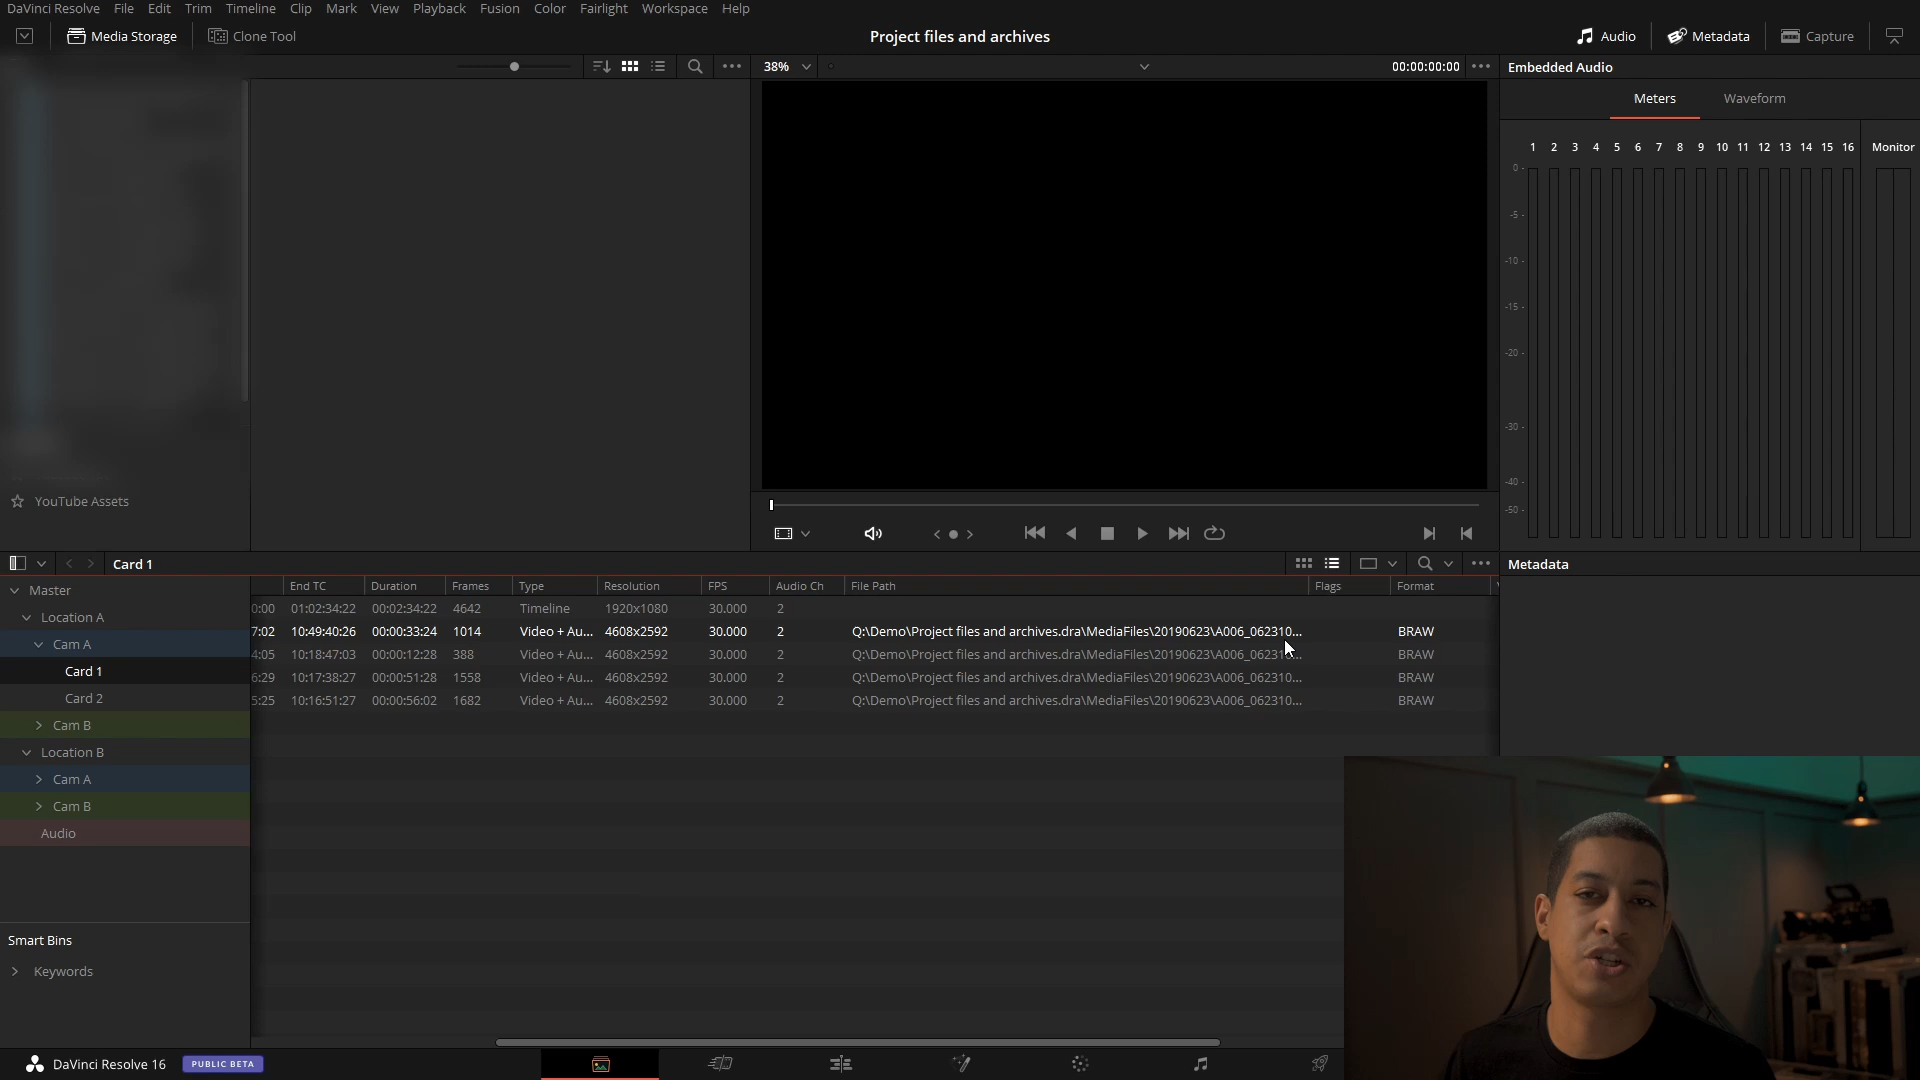 DaVinci Resolve File Edit Trim Timeline Clip Mark View Playback Fusion Color Fairlight Workspace Help
Media Storage Clone Tool Project files and archives Audio Metadata Capture
38% 00:00:00:00 Embedded Audio
Meters Waveform
1 2 3 4 5 6 7 8 9 10 11 12 13 14 15 16 Monitor
0 -
-5 -
-10 -
-15 -
-20 -
-30 -
-40 -
-50 -
YouTube Assets
Card 1 Metadata
End TC Duration Frames Type Resolution FPS Audio Ch File Path Flags Format
0:00 01:02:34:22 00:02:34:22 4642 Timeline 1920x1080 30.000 2
7:02 10:49:40:26 00:00:33:24 1014 Video + Au... 4608x2592 30.000 2 Q:\Demo\Project files and archives.dra\MediaFiles\20190623\A006_062310... BRAW
4:05 10:18:47:03 00:00:12:28 388 Video + Au... 4608x2592 30.000 2 Q:\Demo\Project files and archives.dra\MediaFiles\20190623\A006_062310... BRAW
6:29 10:17:38:27 00:00:51:28 1558 Video + Au... 4608x2592 30.000 2 Q:\Demo\Project files and archives.dra\MediaFiles\20190623\A006_062310... BRAW
5:25 10:16:51:27 00:00:56:02 1682 Video + Au... 4608x2592 30.000 2 Q:\Demo\Project files and archives.dra\MediaFiles\20190623\A006_062310... BRAW
Master
Location A
Cam A
Card 1
Card 2
Cam B
Location B
Cam A
Cam B
Audio
Smart Bins
Keywords
DaVinci Resolve 16 PUBLIC BETA